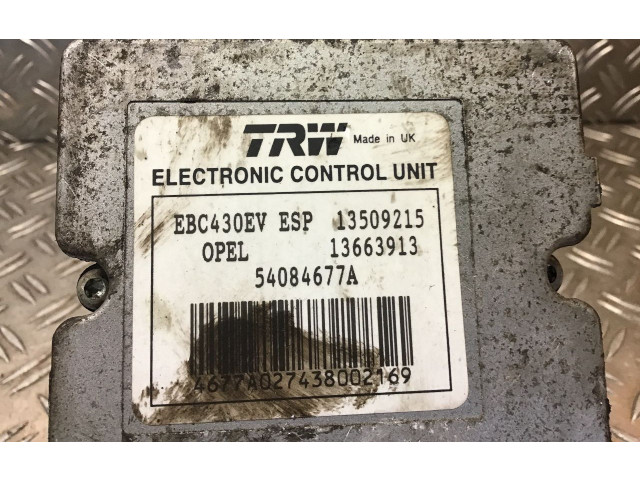 TRW Made in UK
ELECTRONIC CONTROL UNIT
EBC430EV ESP 13509215
OPEL 13663913
54084677A
4677A027438002169